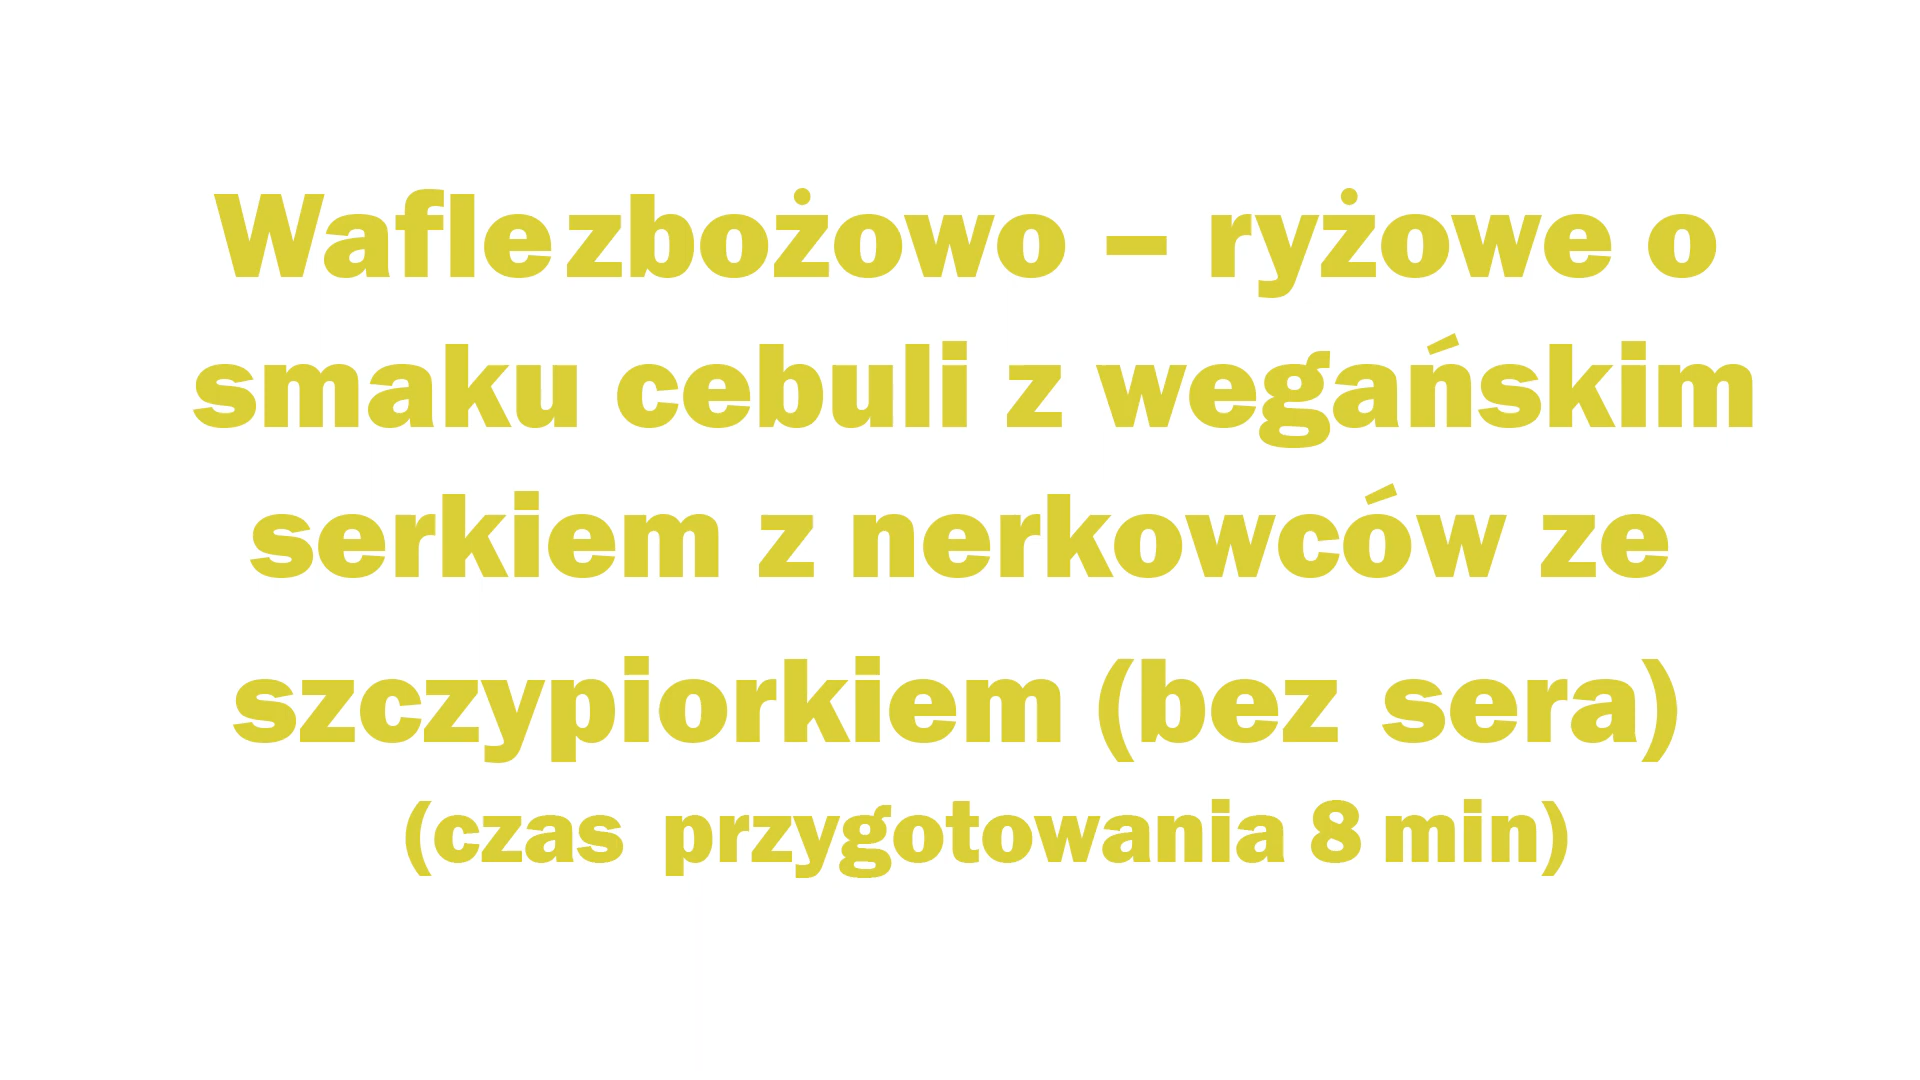 Wafle zbożowo – ryżowe o
smaku cebuli z wegańskim
serkiem z nerkowców ze
szczypiorkiem (bez sera)
(czas przygotowania 8 min)